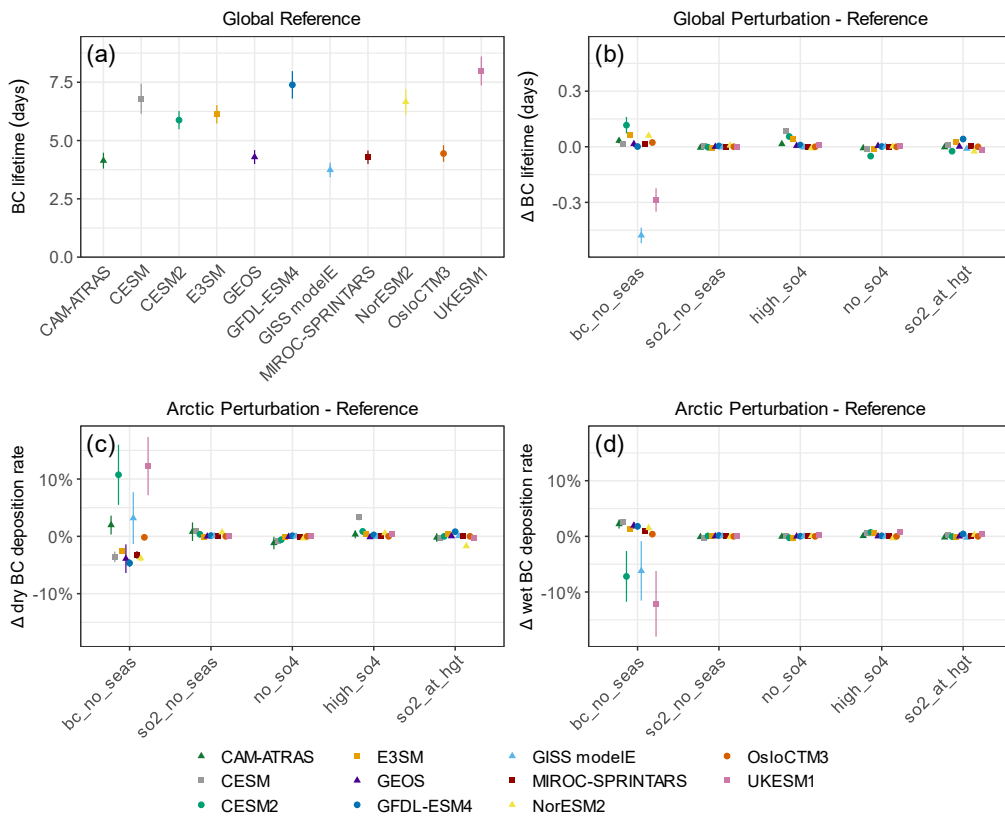 Global Reference
(a)
BC lifetime (days)
7.5
5.0
2.5
0.0
CAM-ATRAS
CESM
CESM2
E3SM
GEOS
GFDL-ESM4
GISS modelE
MIROC-SPRINTARS
NorESM2
OsloCTM3
UKESM1
Global Perturbation - Reference
(b)
Δ BC lifetime (days)
0.3
0.0
-0.3
bc_no_seas
so2_no_seas
high_so4
no_so4
so2_at_hgt
Arctic Perturbation - Reference
(c)
Δ dry BC deposition rate
10%
0%
-10%
bc_no_seas
so2_no_seas
no_so4
high_so4
so2_at_hgt
Arctic Perturbation - Reference
(d)
Δ wet BC deposition rate
10%
0%
-10%
bc_no_seas
so2_no_seas
no_so4
high_so4
so2_at_hgt
CAM-ATRAS
E3SM
GISS modelE
OsloCTM3
CESM
GEOS
MIROC-SPRINTARS
UKESM1
CESM2
GFDL-ESM4
NorESM2